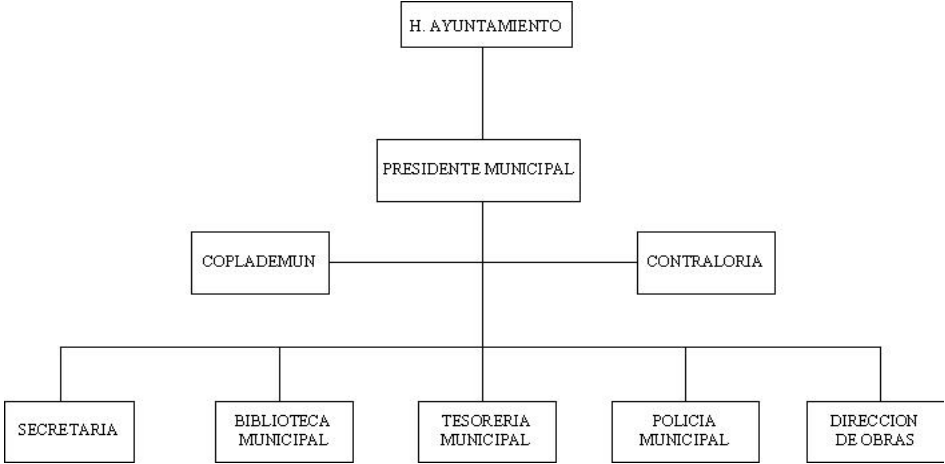 H. AYUNTAMIENTO
PRESIDENTE MUNICIPAL
COPLADEMUN
CONTRALORIA
SECRETARIA
BIBLIOTECA
MUNICIPAL
TESORERIA
MUNICIPAL
POLICIA
MUNICIPAL
DIRECCION
DE OBRAS